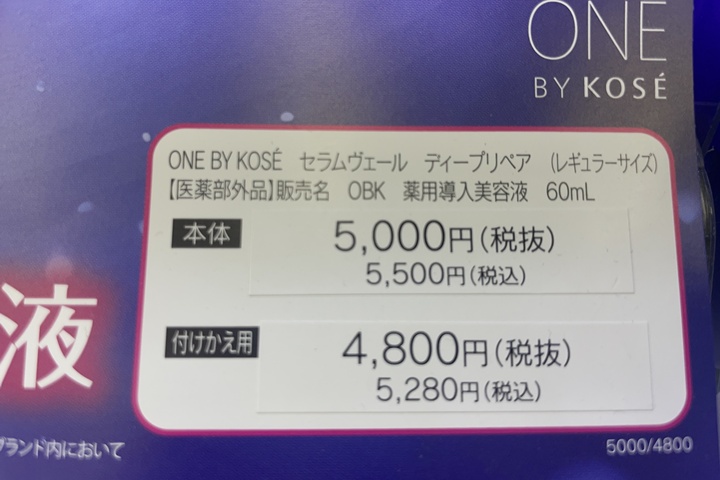 ONE
BY KOSÉ
ONE BY KOSÉ セラムヴェール ディープリペア (レギュラーサイズ)
【医薬部外品】販売名 OBK 薬用導入美容液 60mL
本体 5,000円(税抜)
5,500円(税込)
液
付けかえ用 4,800円(税抜)
5,280円(税込)
ブランド内において
5000/4800